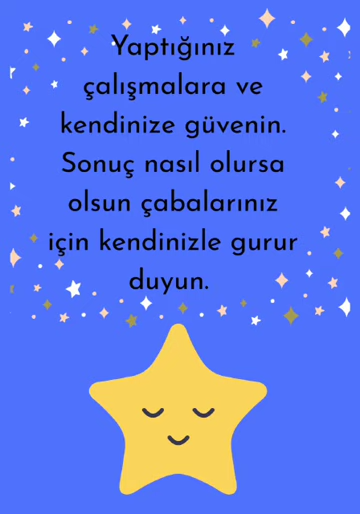 Yaptığınız
çalışmalara ve
kendinize güvenin.
Sonuç nasıl olursa
olsun çabalarınız
için kendinizle gurur
duyun.